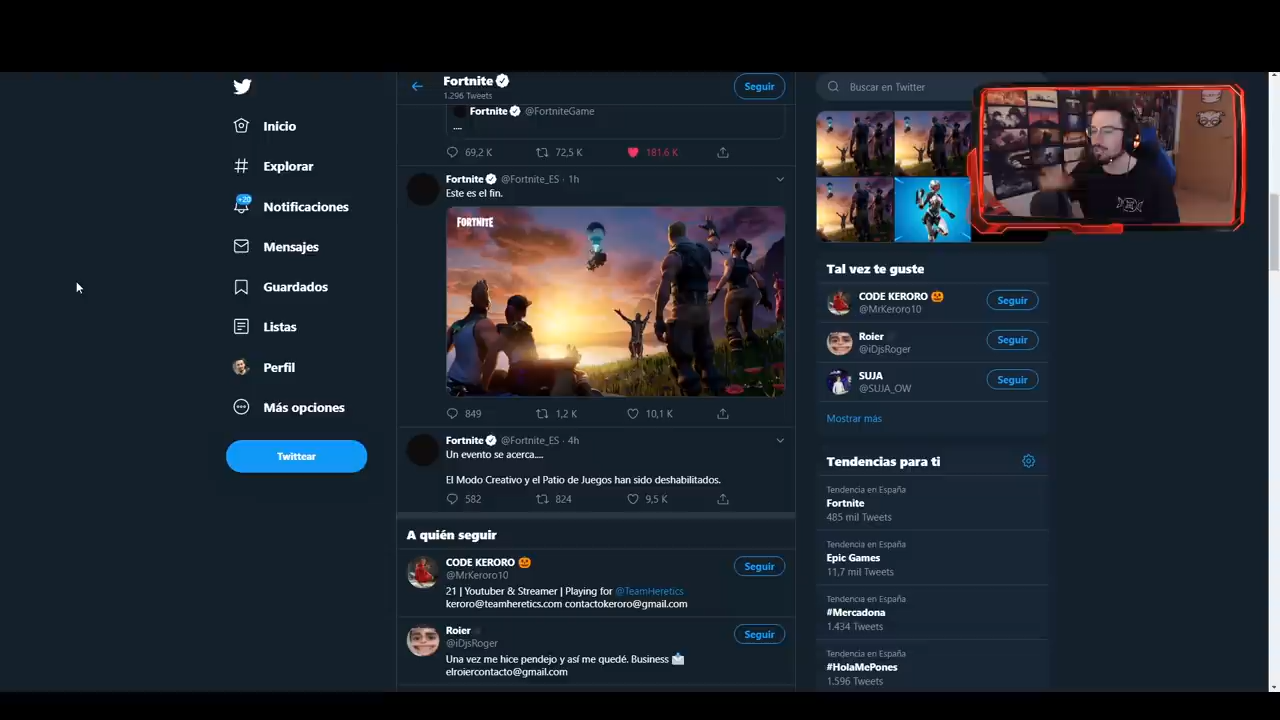 Inicio
Explorar
+20
Notificaciones
Mensajes
Guardados
Listas
Perfil
Más opciones
Twittear
Fortnite
1.296 Tweets
Seguir
Fortnite @FortniteGame
....
69,2 K 72,5 K 181.6 K
Fortnite @Fortnite_ES · 1h
Este es el fin.
FORTNITE
849 1,2 K 10,1 K
Fortnite @Fortnite_ES · 4h
Un evento se acerca....
El Modo Creativo y el Patio de Juegos han sido deshabilitados.
582 824 9,5 K
A quién seguir
CODE KERORO 🎃
@MrKeroro10
Seguir
21 | Youtuber & Streamer | Playing for @TeamHeretics
keroro@teamheretics.com contactokeroro@gmail.com
Roier
@iDjsRoger
Seguir
Una vez me hice pendejo y así me quedé. Business 📩
elroiercontacto@gmail.com
Buscar en Twitter
Tal vez te guste
CODE KERORO 🎃
@MrKeroro10
Seguir
Roier
@iDjsRoger
Seguir
SUJA
@SUJA_OW
Seguir
Mostrar más
Tendencias para ti
Tendencia en España
Fortnite
485 mil Tweets
Tendencia en España
Epic Games
11,7 mil Tweets
Tendencia en España
#Mercadona
1.434 Tweets
Tendencia en España
#HolaMePones
1.596 Tweets